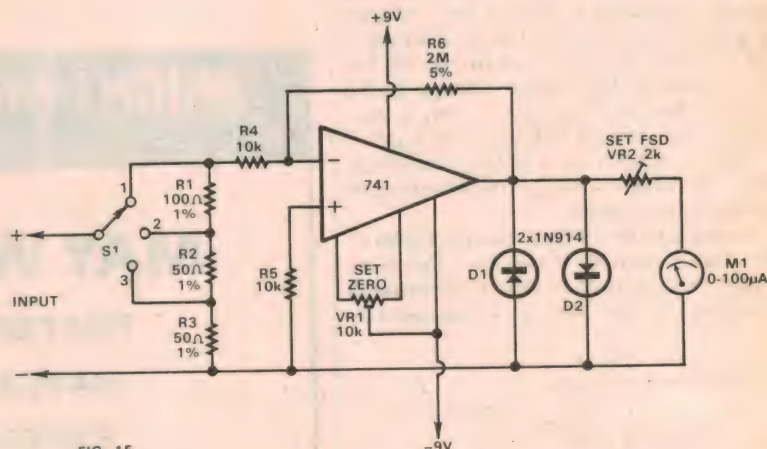 +9V
R6
2M
5%
R4
10k
R1
100Ω
1%
1
2
3
S1
+
R2
50Ω
1%
INPUT
R3
50Ω
1%
−
−
+
741
R5
10k
SET
ZERO
VR1
10k
SET FSD
VR2 2k
2x1N914
D1
D2
M1
0-100μA
−9V
FIG. 15